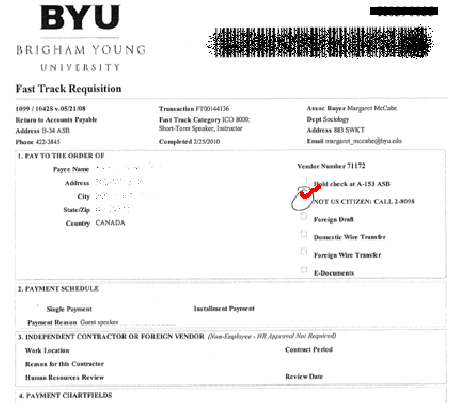 BYU
BRIGHAM YOUNG
UNIVERSITY
Fast Track Requisition
1099 / 1042S v.05/21/08 Transaction FT00144136 Assoc Buyer Margaret McCabe
Return to Accounts Payable Fast Track Category ICO 8000: Dept Sociology
Address B-34 ASB Short-Term Speaker, Instructor Address 883 SWKT
Phone 422-3845 Completed 2/25/2010 Email margaret_mccabe@byu.edu
1. PAY TO THE ORDER OF Vendor Number 71172
Payee Name
Hold check at A-153 ASB
Address
City
NOT US CITIZEN: CALL 2-8098
State/Zip
Foreign Draft
Country CANADA
Domestic Wire Transfer
Foreign Wire Transfer
E-Documents
2. PAYMENT SCHEDULE
Single Payment Installment Payment
Payment Reason Guest speaker
3. INDEPENDENT CONTRACTOR OR FOREIGN VENDOR (Non-Employee - HR Approval Not Required)
Work Location Contract Period
Reason for this Contractor
Human Resources Review Review Date
4. PAYMENT CHARTFIELDS